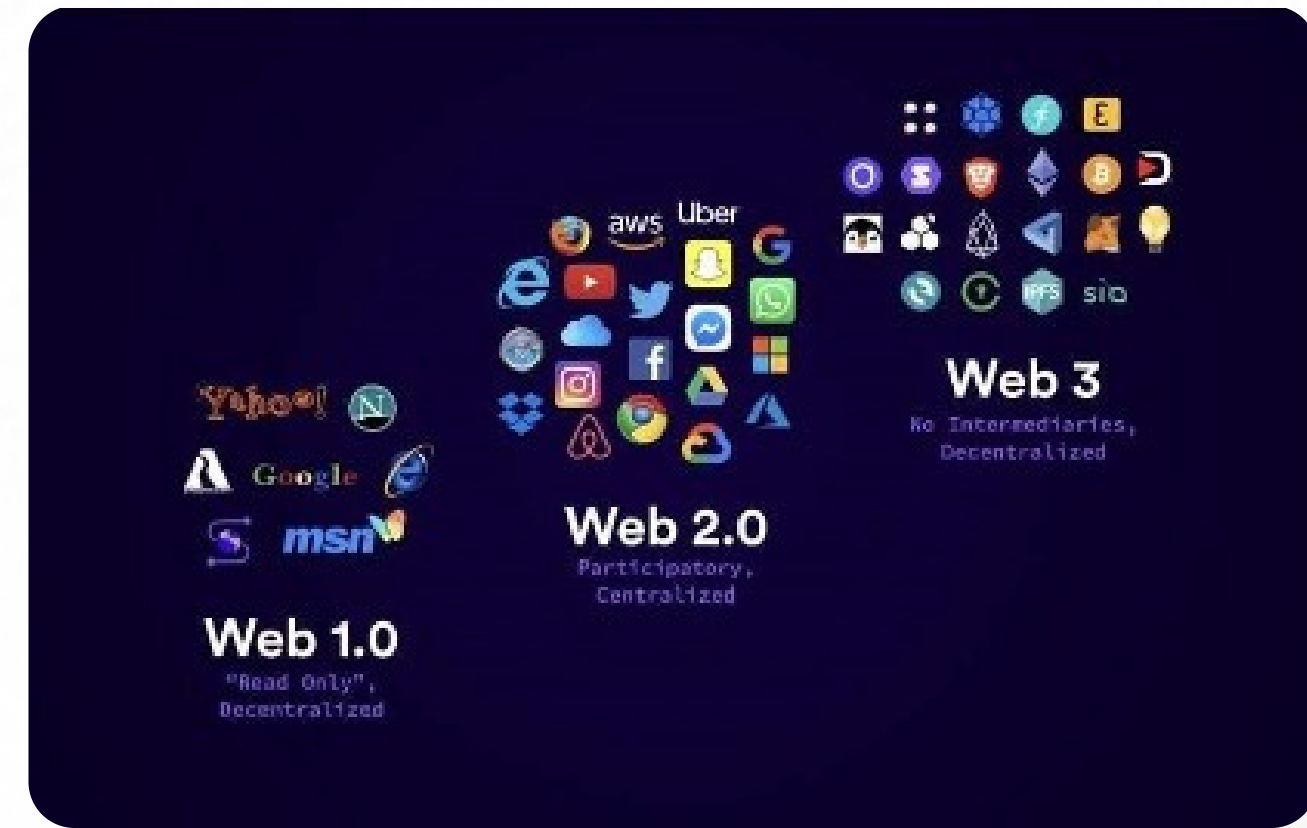 Yahoo!
N
Google
msn
Web 1.0
"Read Only",
Decentralized
aws
Uber
G
f
Web 2.0
Participatory,
Centralized
IPFS
sia
Web 3
No Intermediaries,
Decentralized